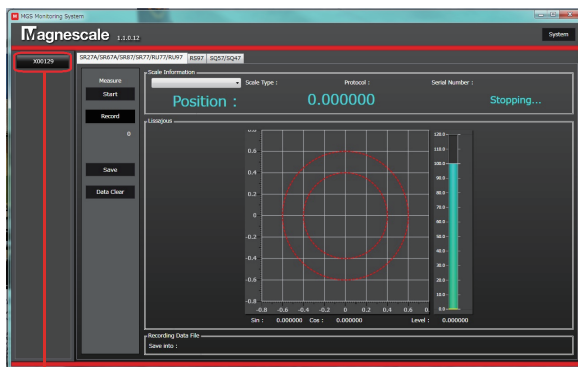 MGS Monitoring System
Magnescale 1.1.0.12
System
X00129
SR27A/SR67A/SR87/SR77/RU77/RU97 RS97 SQ57/SQ47
Measure
Start
Record
0
Save
Data Clear
Scale Information
Scale Type : Protocol : Serial Number :
Position : 0.000000 Stopping...
Lissajous
0.8
0.6
0.4
0.2
0
-0.2
-0.4
-0.6
-0.8
-0.8 -0.6 -0.4 -0.2 0 0.2 0.4 0.6 0.
120.0
110.0
100.0
90.0
80.0
70.0
60.0
50.0
40.0
30.0
20.0
10.0
0.0
Sin : 0.000000 Cos : 0.000000 Level : 0.000000
Recording Data File
Save into :